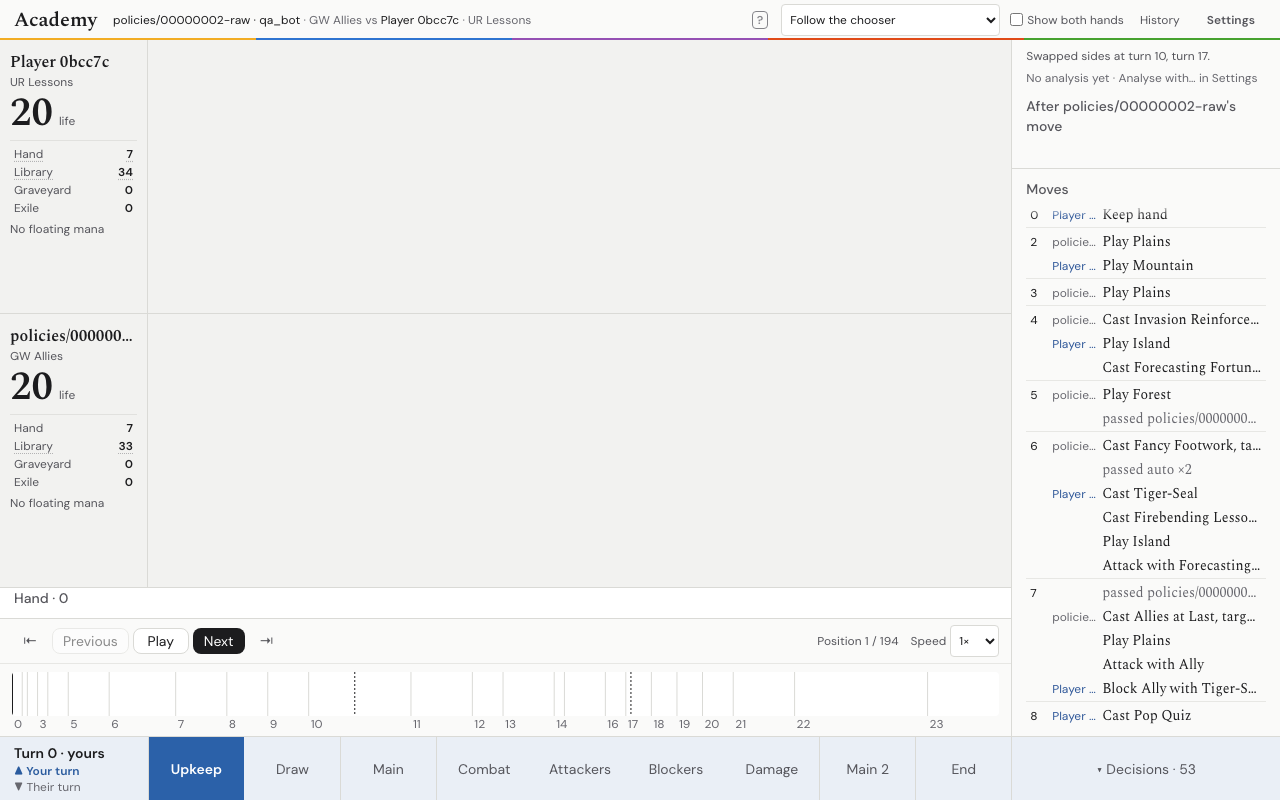 Academy policies/00000002-raw · qa_bot · GW Allies vs Player 0bcc7c · UR Lessons ? Follow the chooser Show both hands History Settings
Player 0bcc7c
UR Lessons
20 life
Hand 7
Library 34
Graveyard 0
Exile 0
No floating mana
policies/000000...
GW Allies
20 life
Hand 7
Library 33
Graveyard 0
Exile 0
No floating mana
Hand · 0
⇤ Previous Play Next ⇥ Position 1 / 194 Speed 1×
0 3 5 6 7 8 9 10 11 12 13 14 16 17 18 19 20 21 22 23
Turn 0 · yours
▲ Your turn
▼ Their turn
Upkeep Draw Main Combat Attackers Blockers Damage Main 2 End
Swapped sides at turn 10, turn 17.
No analysis yet · Analyse with… in Settings
After policies/00000002-raw's
move
Moves
0 Player … Keep hand
2 policie… Play Plains
Player … Play Mountain
3 policie… Play Plains
4 policie… Cast Invasion Reinforce…
Player … Play Island
Cast Forecasting Fortun…
5 policie… Play Forest
passed policies/0000000…
6 policie… Cast Fancy Footwork, ta…
passed auto ×2
Player … Cast Tiger-Seal
Cast Firebending Lesso…
Play Island
Attack with Forecasting…
7 passed policies/0000000…
policie… Cast Allies at Last, targ…
Play Plains
Attack with Ally
Player … Block Ally with Tiger-S…
8 Player … Cast Pop Quiz
▾ Decisions · 53